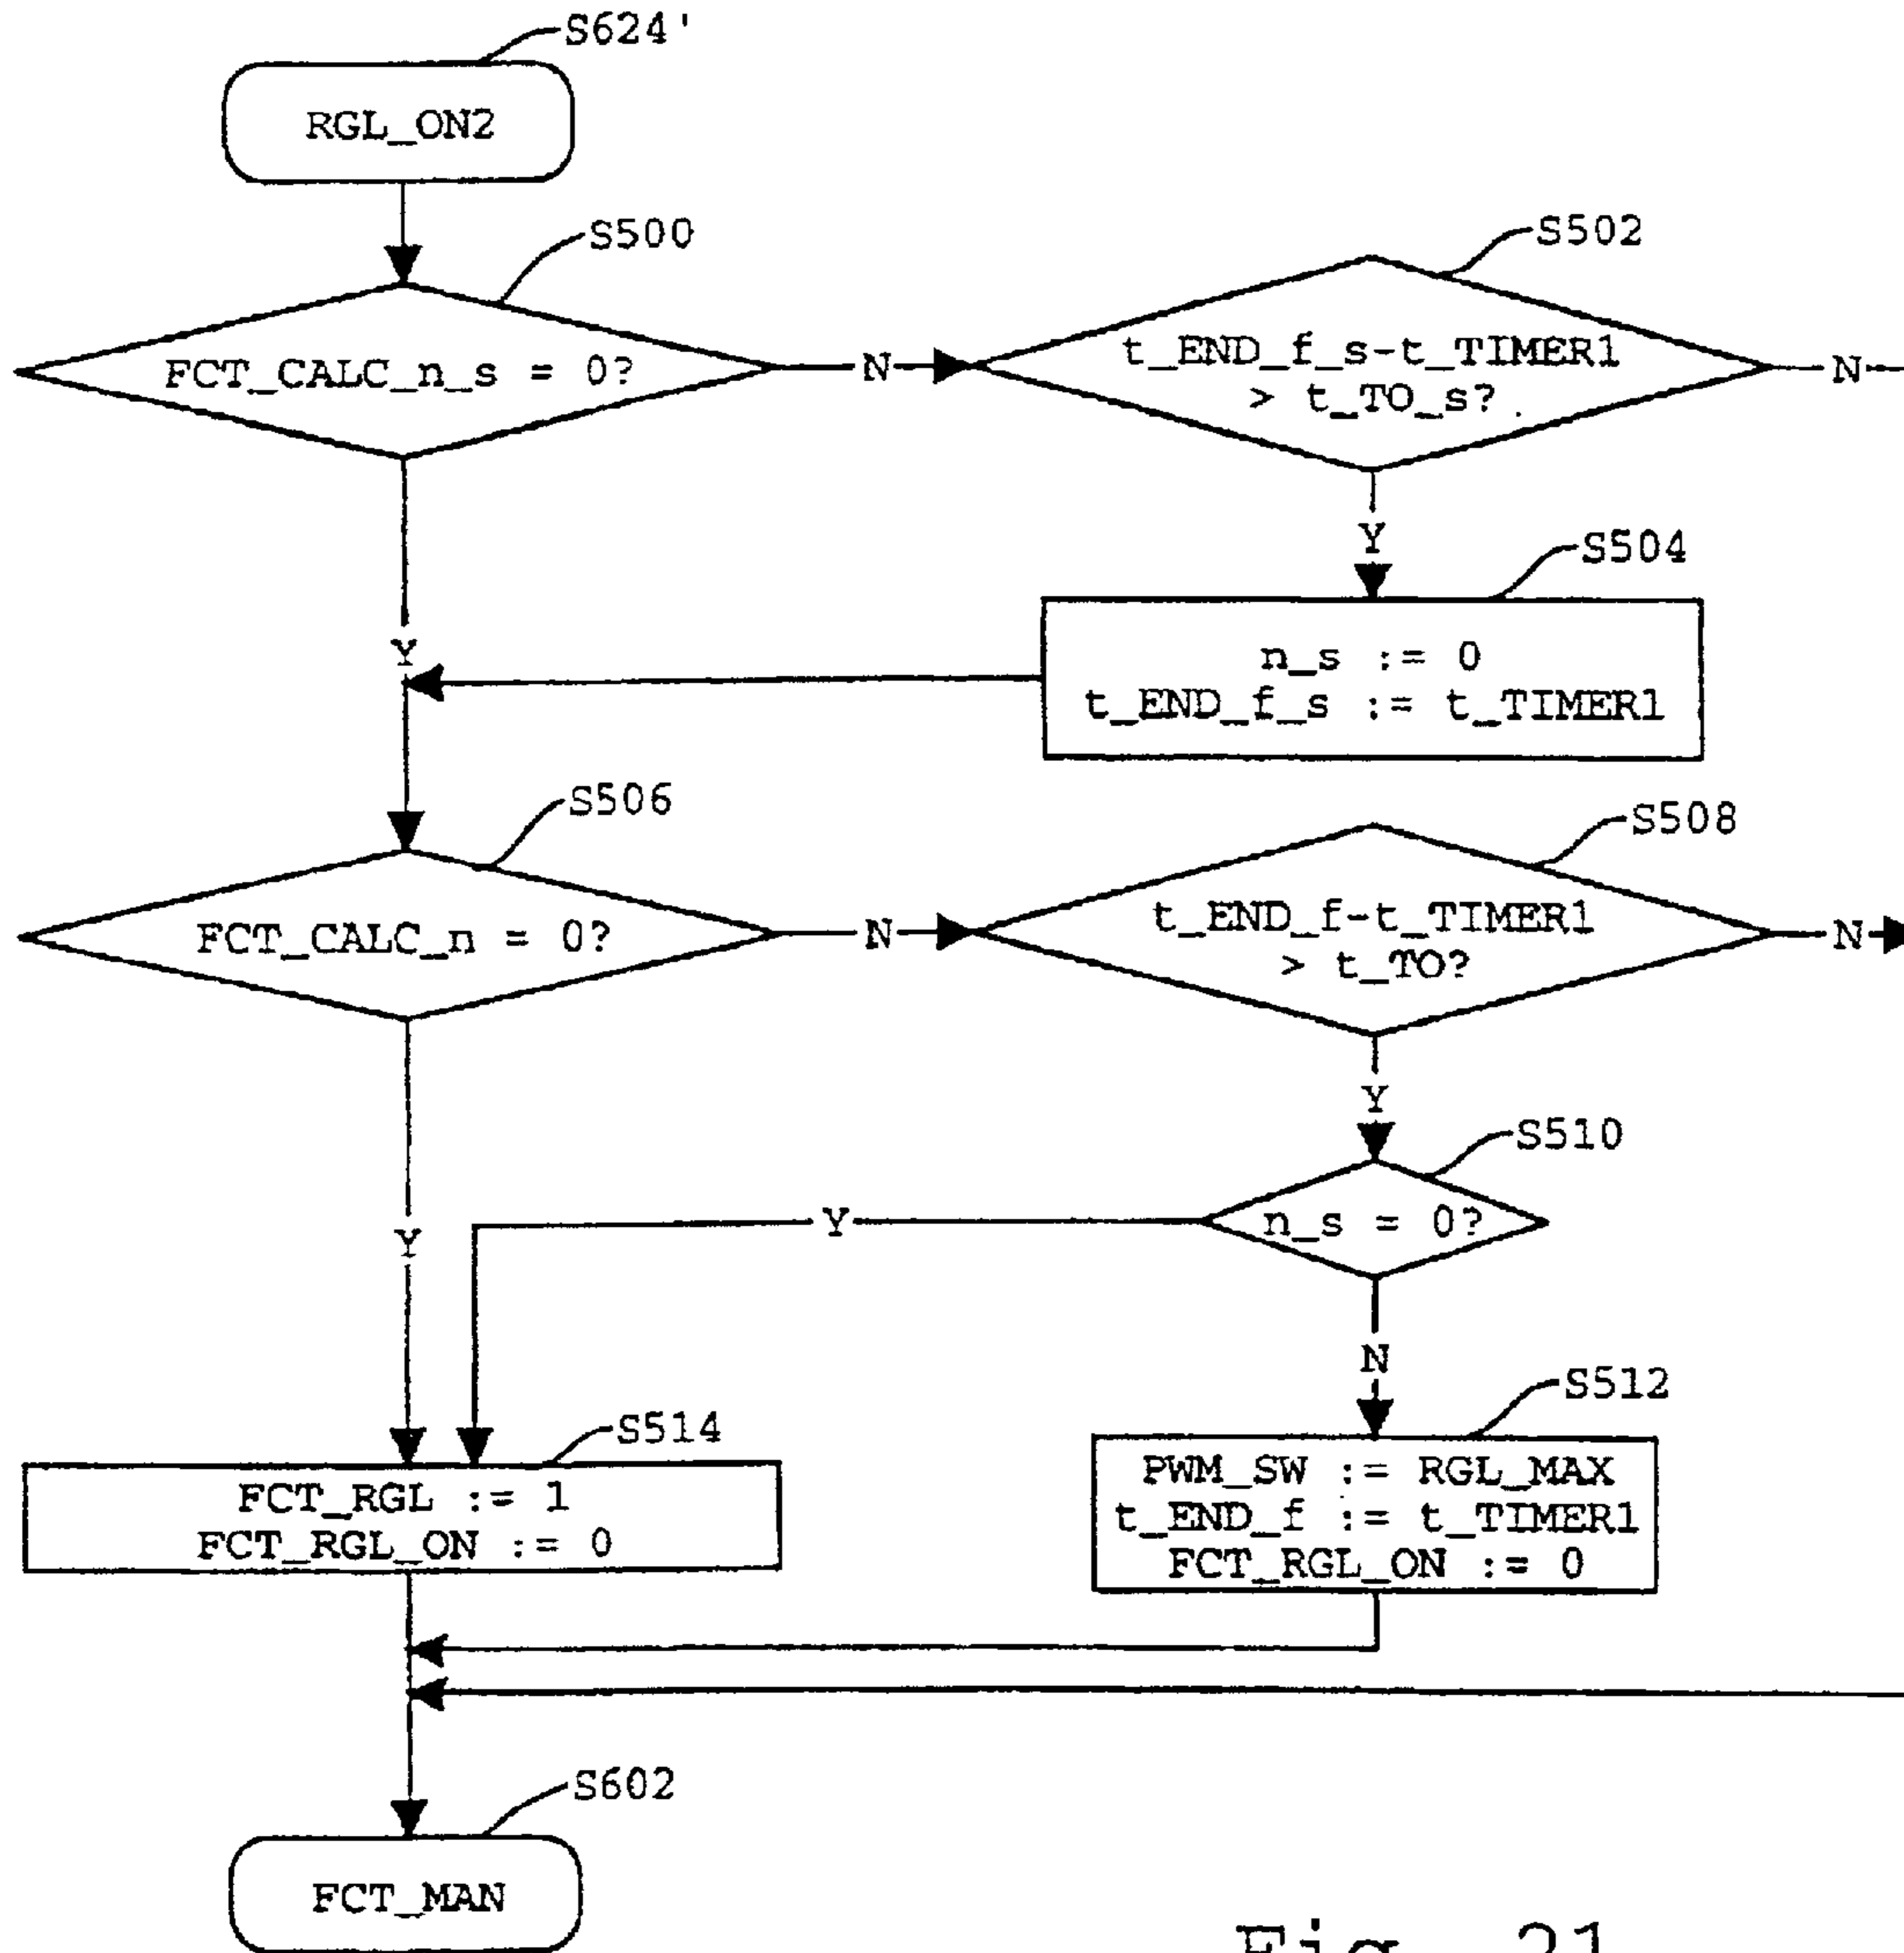 S624'
RGL_ON2
S500
FCT_CALC_n_s = 0?
N
S502
t_END_f_s-t_TIMER1
> t_TO_s?
N
Y
S504
n_s := 0
t_END_f_s := t_TIMER1
Y
S506
FCT_CALC_n = 0?
N
S508
t_END_f-t_TIMER1
> t_TO?
N
Y
S510
n_s = 0?
Y
Y
N
S512
PWM_SW := RGL_MAX
t_END_f := t_TIMER1
FCT_RGL_ON := 0
S514
FCT_RGL := 1
FCT_RGL_ON := 0
S602
FCT_MAN
Fig. 21